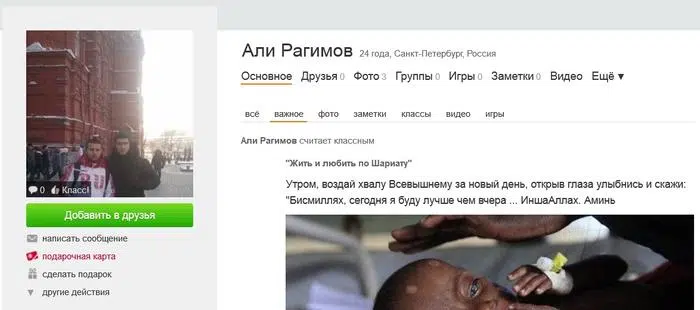 Али Рагимов 24 года, Санкт-Петербург, Россия
Основное Друзья 0 Фото 3 Группы 0 Игры 0 Заметки 0 Видео Ещё ▾
всё важное фото заметки классы видео игры
Али Рагимов считает классным
"Жить и любить по Шариату"
Утром, воздай хвалу Всевышнему за новый день, открыв глаза улыбнись и скажи:
"Бисмиллях, сегодня я буду лучше чем вчера ... ИншаАллах. Аминь
0 Класс!
Добавить в друзья
написать сообщение
подарочная карта
сделать подарок
другие действия